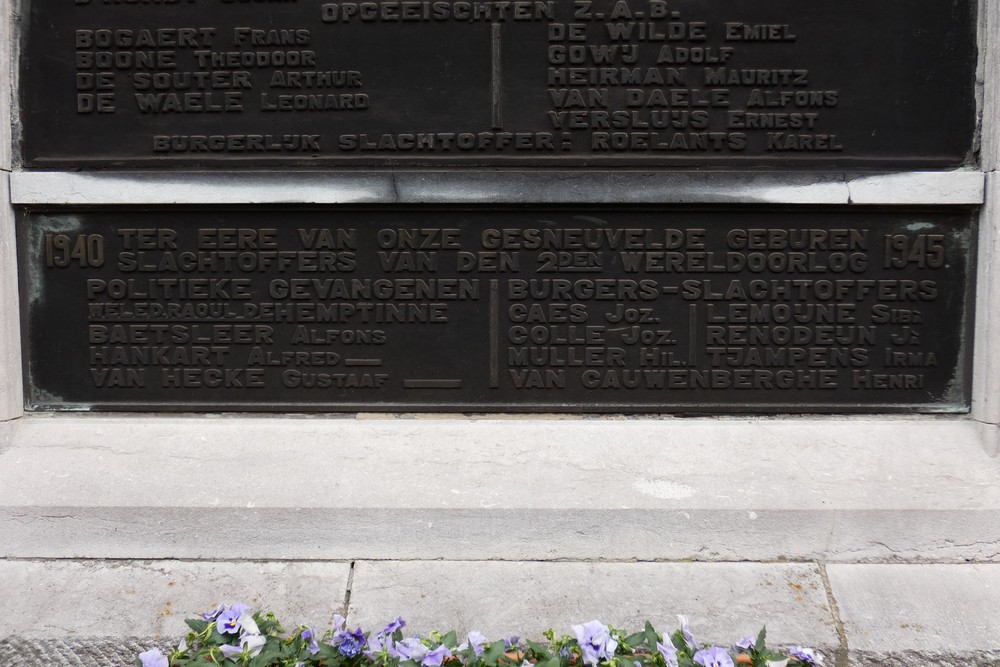 OPGEEISCHTEN Z.A.B.
BOGAERT FRANS
BOONE THEODOOR
DE SOUTER ARTHUR
DE WAELE LEONARD
DE WILDE EMIEL
GOWIJ ADOLF
HEIRMAN MAURITZ
VAN DAELE ALFONS
VERSLUIJS ERNEST
BURGERLIJK SLACHTOFFER: ROELANTS KAREL
1940 TER EERE VAN ONZE GESNEUVELDE GEBUREN 1945
SLACHTOFFERS VAN DEN 2DEN WERELDOORLOG
POLITIEKE GEVANGENEN
WEL.ED.RAOUL DE HEMPTINNE
BAETSLEER ALFONS
HANKART ALFRED
VAN HECKE GUSTAAF
BURGERS-SLACHTOFFERS
CAES JOZ.
COLLE JOZ.
MULLER HIL.
LEMOJNE SIB:
RENODEIJN JA
TJAMPENS IRMA
VAN CAUWENBERGHE HENRI